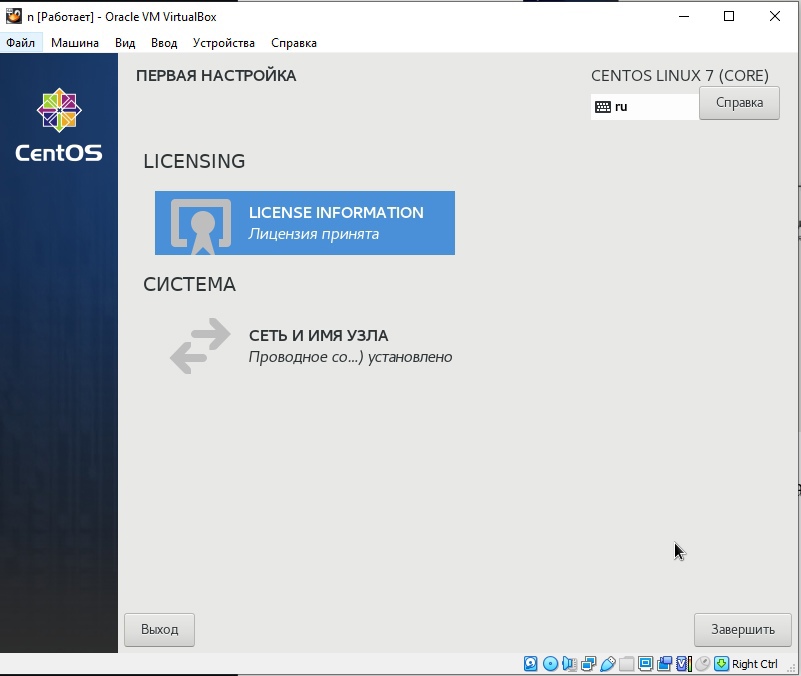 n [Работает] - Oracle VM VirtualBox
Файл Машина Вид Ввод Устройства Справка
ПЕРВАЯ НАСТРОЙКА
CENTOS LINUX 7 (CORE)
ru
Справка
CentOS
LICENSING
LICENSE INFORMATION
Лицензия принята
СИСТЕМА
СЕТЬ И ИМЯ УЗЛА
Проводное со...) установлено
Выход
Завершить
Right Ctrl